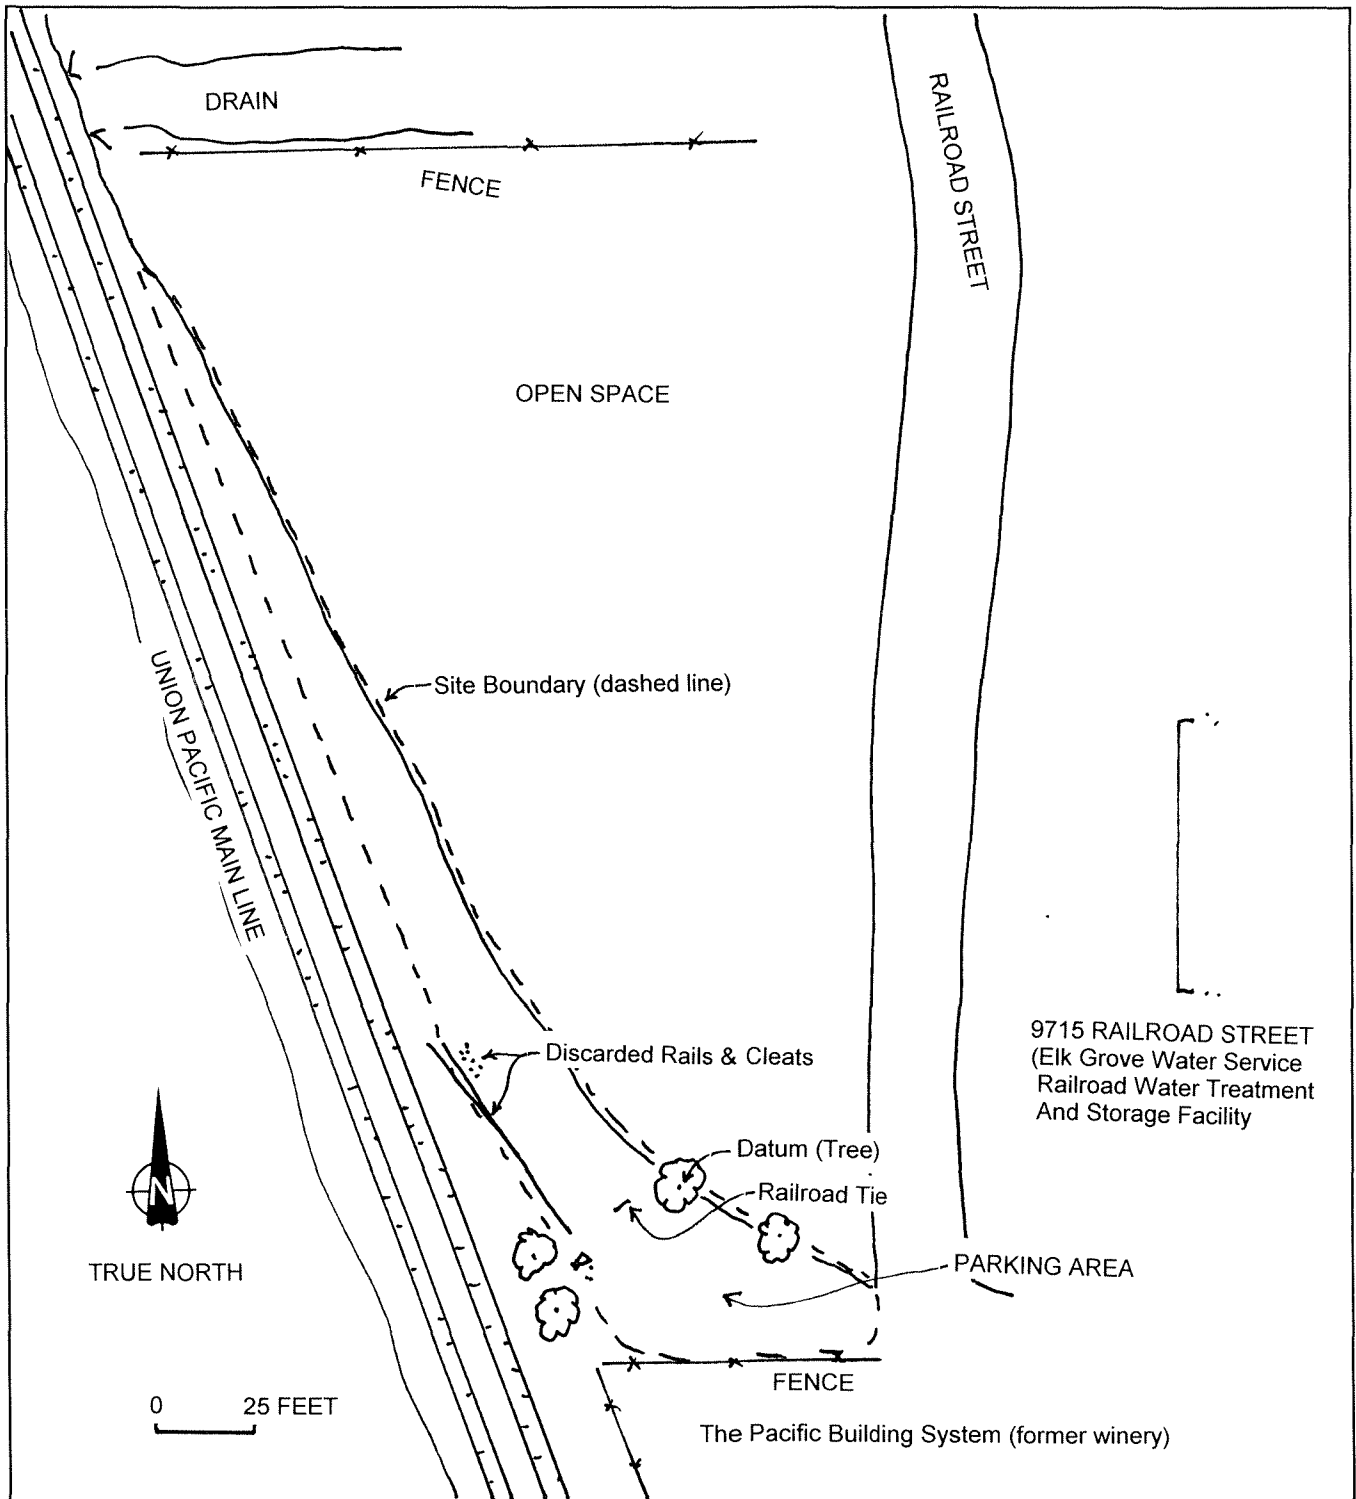 DRAIN
RAILROAD STREET
FENCE
OPEN SPACE
Site Boundary (dashed line)
UNION PACIFIC MAIN LINE
9715 RAILROAD STREET
(Elk Grove Water Service
Railroad Water Treatment
And Storage Facility
Discarded Rails & Cleats
Datum (Tree)
Railroad Tie
N
TRUE NORTH
PARKING AREA
FENCE
0 25 FEET
The Pacific Building System (former winery)